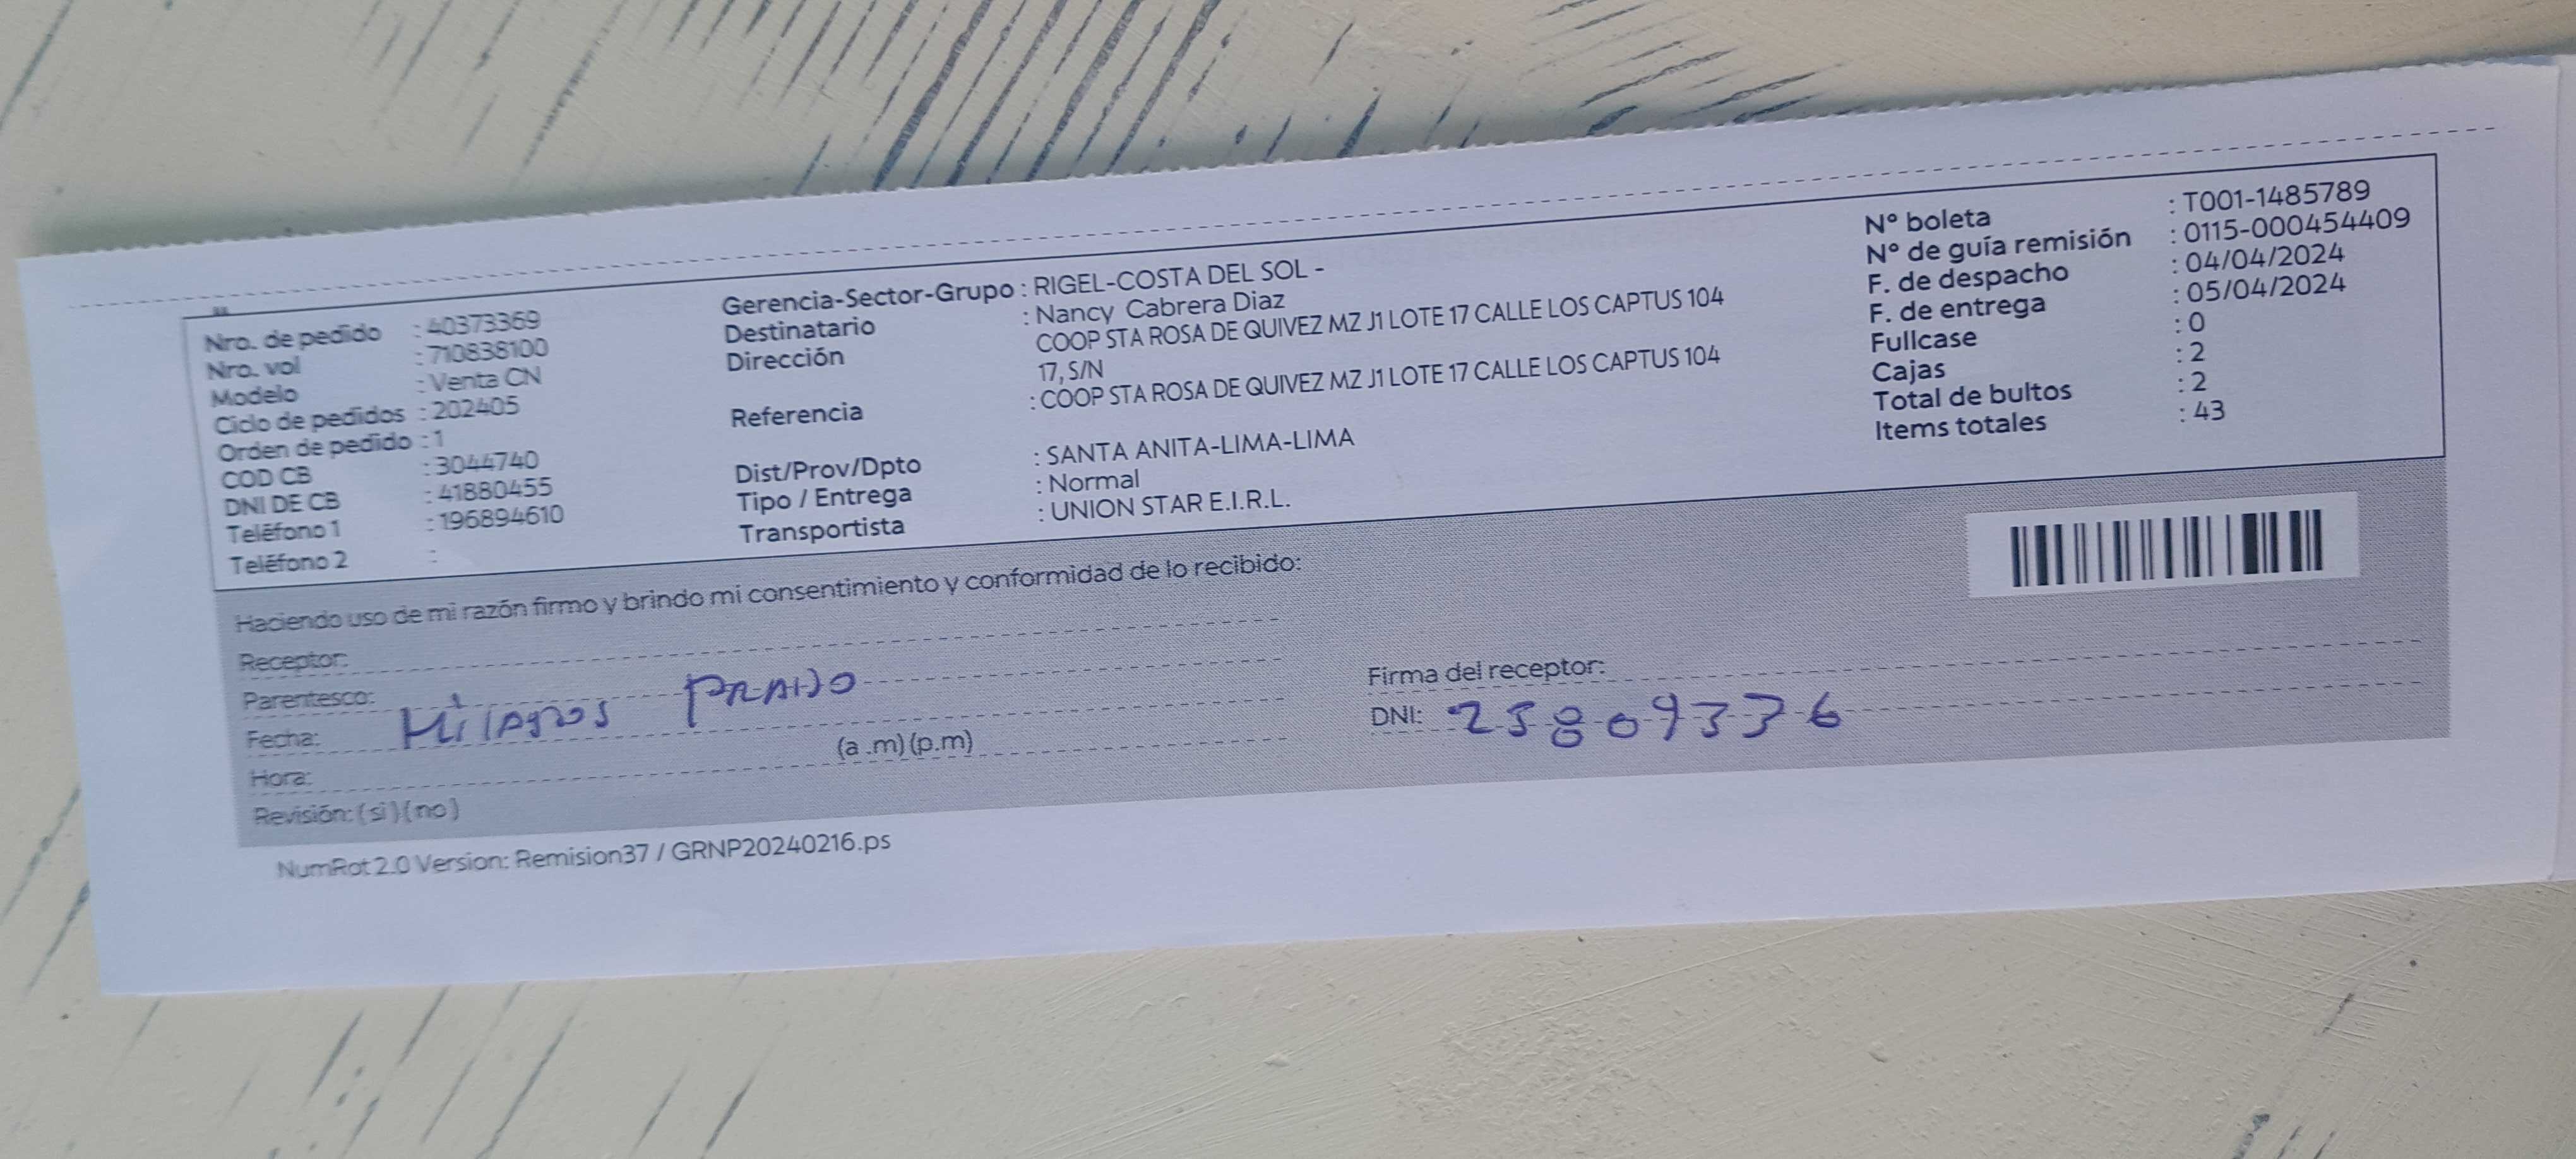 Nro. de pedido : 40373369
Nro. vol : 710838100
Modelo : Venta CN
Ciclo de pedidos : 202405
Orden de pedido : 1
COD CB : 3044740
DNI DE CB : 41880455
Teléfono 1 : 196894610
Teléfono 2 :
Gerencia-Sector-Grupo : RIGEL-COSTA DEL SOL -
Destinatario : Nancy Cabrera Diaz
Dirección COOP STA ROSA DE QUIVEZ MZ J1 LOTE 17 CALLE LOS CAPTUS 104
17, S/N
Referencia : COOP STA ROSA DE QUIVEZ MZ J1 LOTE 17 CALLE LOS CAPTUS 104
Dist/Prov/Dpto : SANTA ANITA-LIMA-LIMA
Tipo / Entrega : Normal
Transportista : UNION STAR E.I.R.L.
N° boleta : T001-1485789
N° de guía remisión : 0115-000454409
F. de despacho : 04/04/2024
F. de entrega : 05/04/2024
Fullcase : 0
Cajas : 2
Total de bultos : 2
Items totales : 43
Haciendo uso de mi razón firmo y brindo mi consentimiento y conformidad de lo recibido:
Receptor:
Parentesco:
Milagros PRADO
Fecha:
Hora: (a .m) (p.m)
Revisión: ( si ) ( no )
Firma del receptor:
DNI: 25809336
NumRot 2.0 Version: Remision37 / GRNP20240216.ps